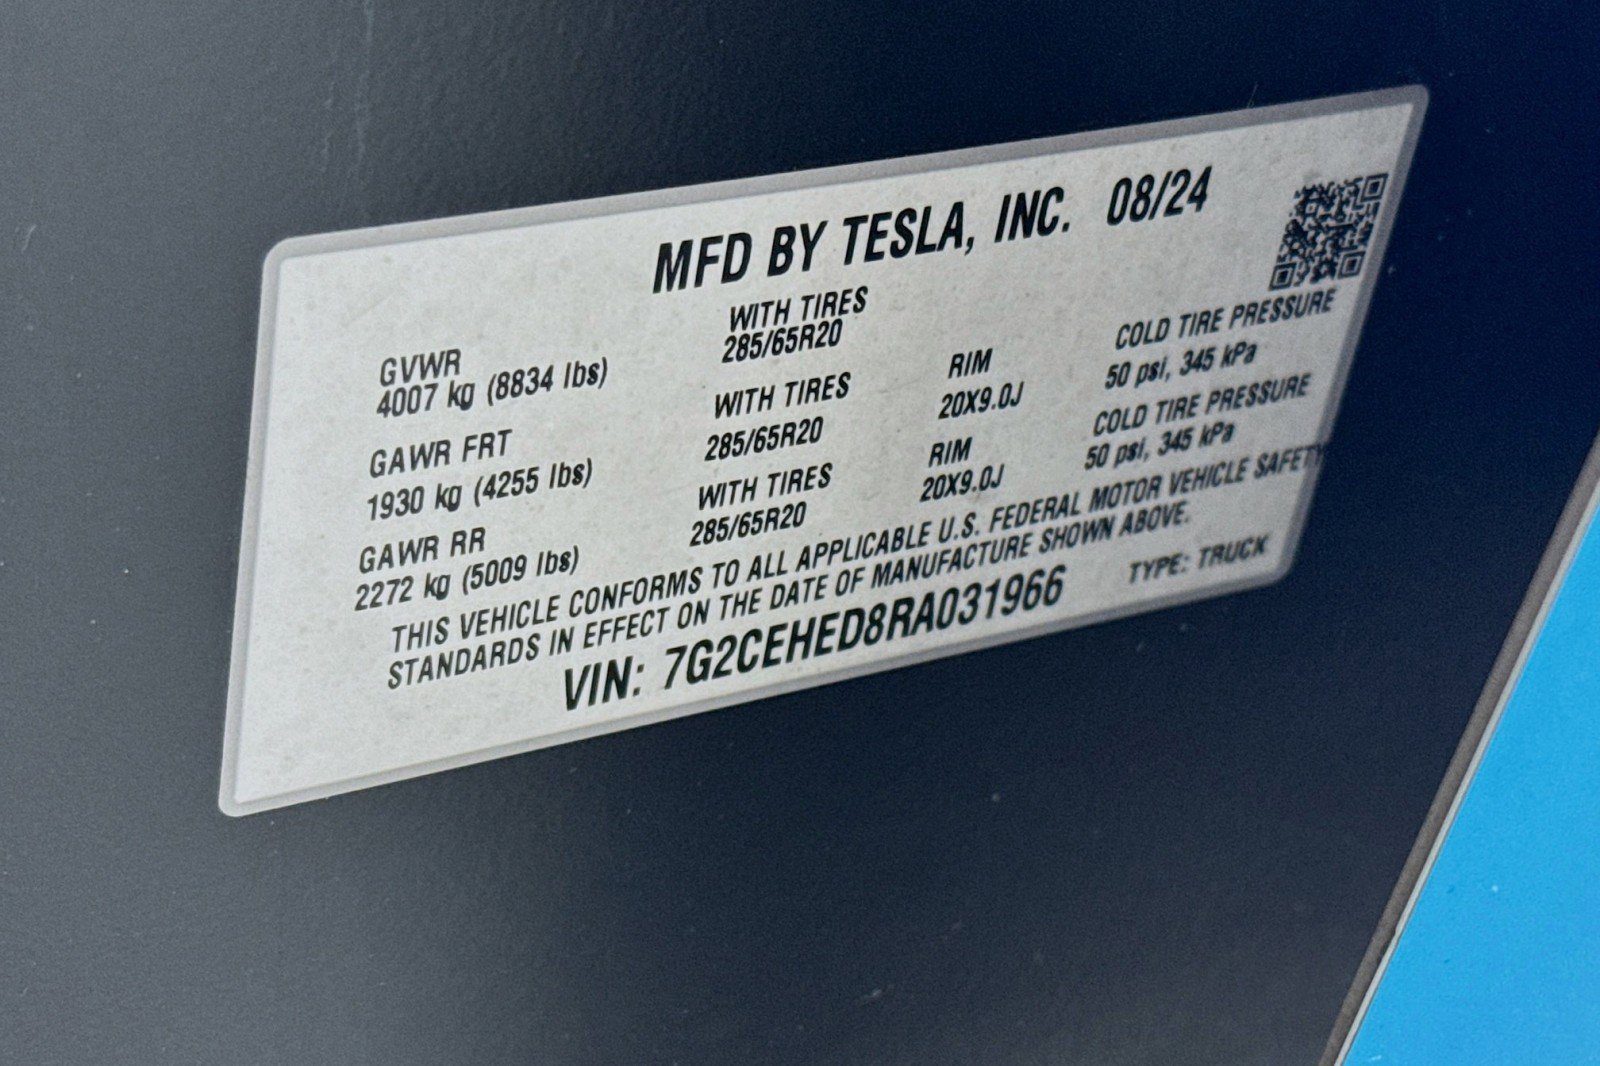 MFD BY TESLA, INC. 08/24
GVWR
4007 kg (8834 lbs)
WITH TIRES
285/65R20
GAWR FRT
1930 kg (4255 lbs)
WITH TIRES
285/65R20
RIM
20X9.0J
COLD TIRE PRESSURE
50 psi, 345 kPa
GAWR RR
2272 kg (5009 lbs)
WITH TIRES
285/65R20
RIM
20X9.0J
COLD TIRE PRESSURE
50 psi, 345 kPa
THIS VEHICLE CONFORMS TO ALL APPLICABLE U.S. FEDERAL MOTOR VEHICLE SAFETY
STANDARDS IN EFFECT ON THE DATE OF MANUFACTURE SHOWN ABOVE.
VIN: 7G2CEHED8RA031966
TYPE: TRUCK